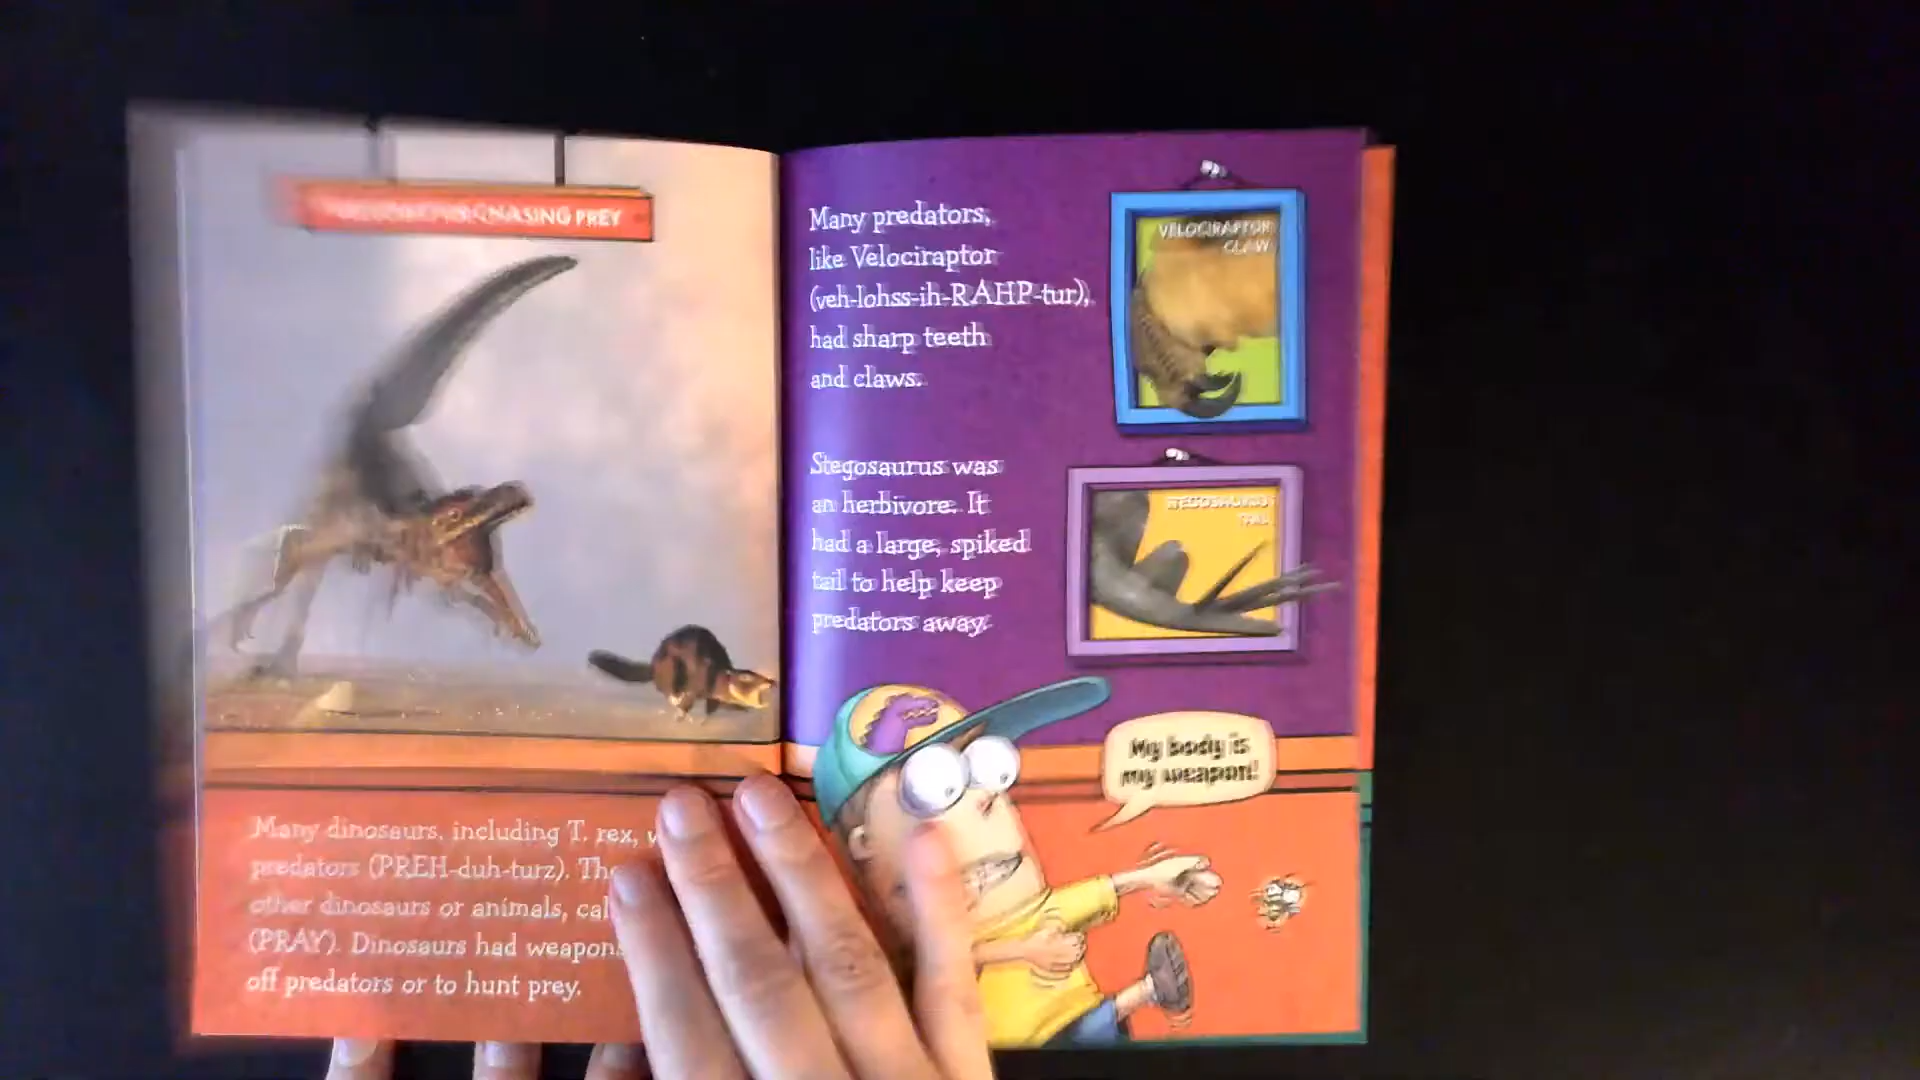 CHASING PREY
Many dinosaurs, including T. rex,
predators (PREH-duh-turz).
other dinosaurs or animals,
(PRAY). Dinosaurs had weapons
off predators or to hunt prey.
Many predators,
like Velociraptor
(veh-lohss-ih-RAHP-tur),
had sharp teeth
and claws.
VELOCIRAPTOR
CLAW
Stegosaurus was
an herbivore. It
had a large, spiked
tail to help keep
predators away.
STEGOSAURUS
TAIL
My body is
my weapon!